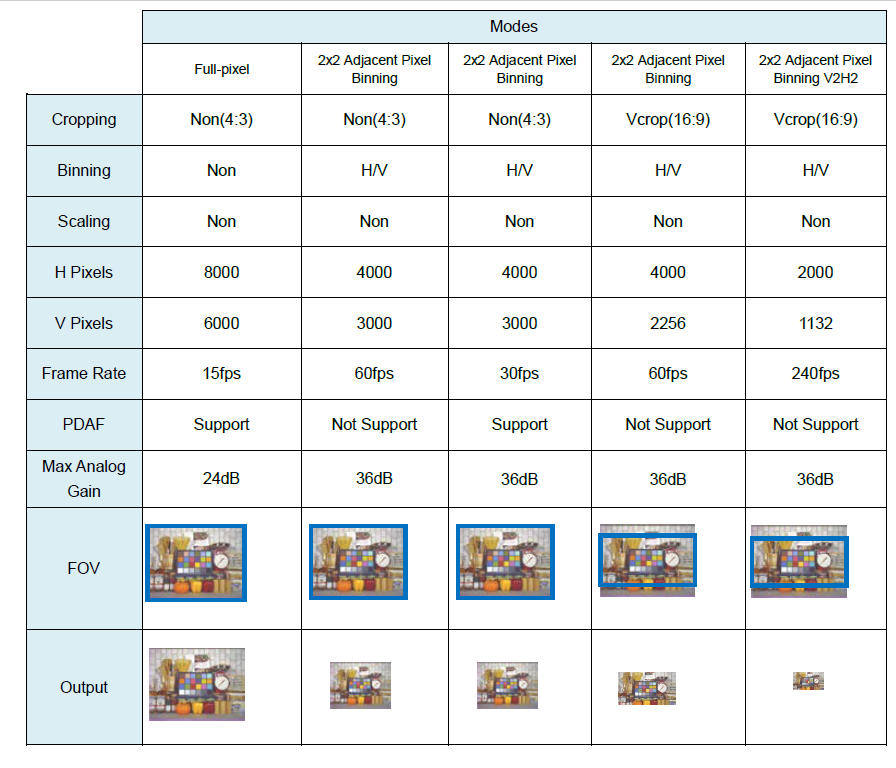 Modes
Full-pixel
2x2 Adjacent Pixel
Binning
2x2 Adjacent Pixel
Binning
2x2 Adjacent Pixel
Binning
2x2 Adjacent Pixel
Binning V2H2
Cropping Non(4:3) Non(4:3) Non(4:3) Vcrop(16:9) Vcrop(16:9)
Binning Non H/V H/V H/V H/V
Scaling Non Non Non Non Non
H Pixels 8000 4000 4000 4000 2000
V Pixels 6000 3000 3000 2256 1132
Frame Rate 15fps 60fps 30fps 60fps 240fps
PDAF Support Not Support Support Not Support Not Support
Max Analog
Gain
24dB 36dB 36dB 36dB 36dB
FOV
Output